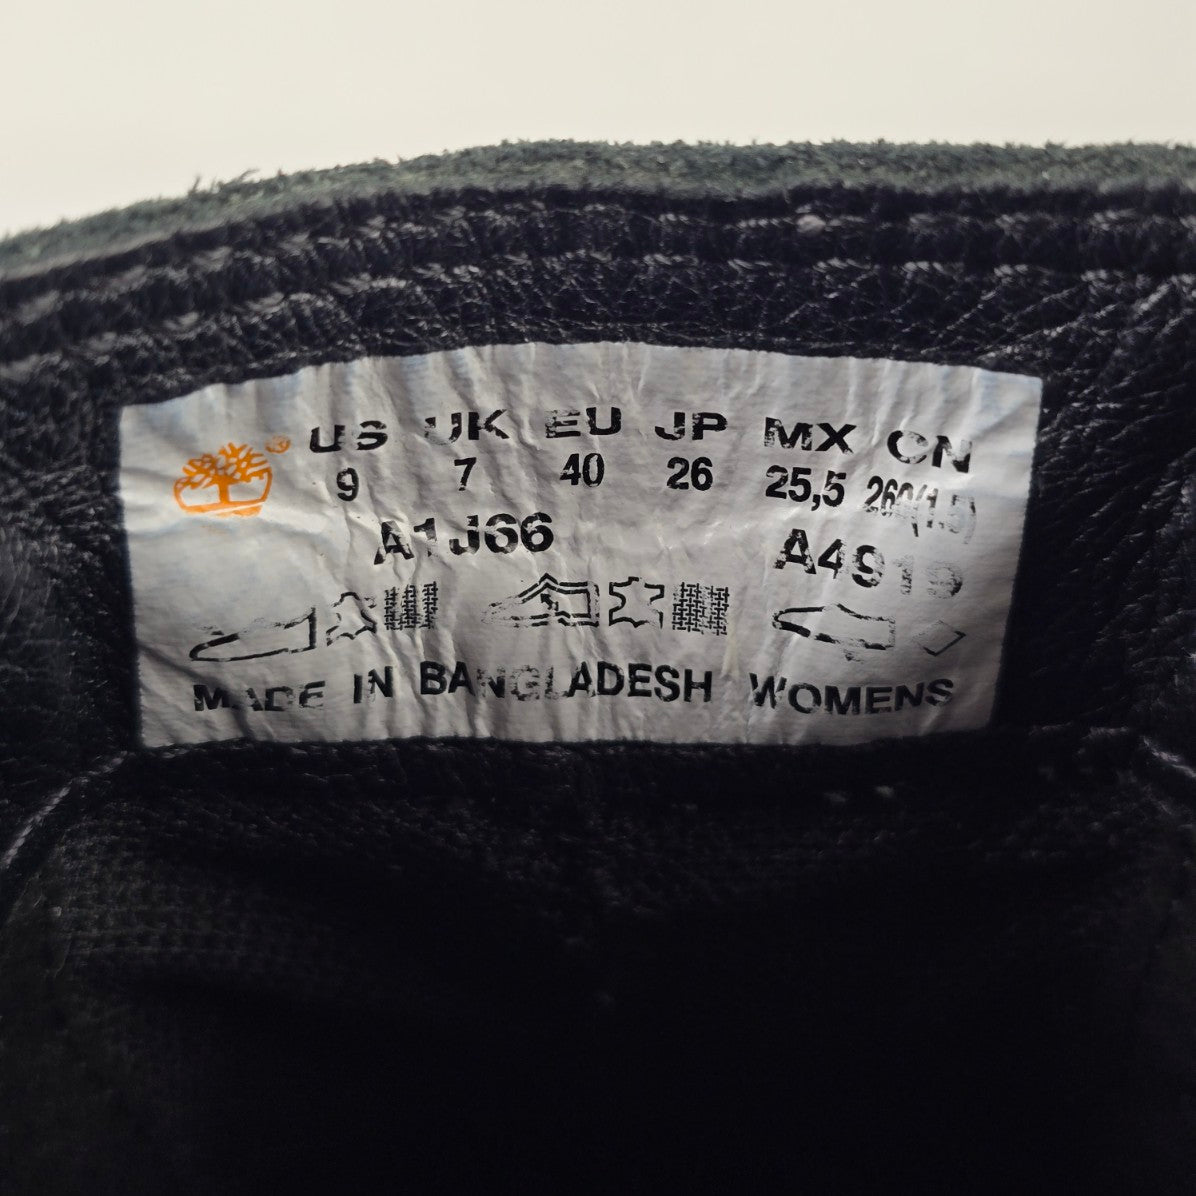 US UK EU JP MX CN
9 7 40 26 25,5 260(1.5)
A1J66 A4919
MADE IN BANGLADESH WOMENS